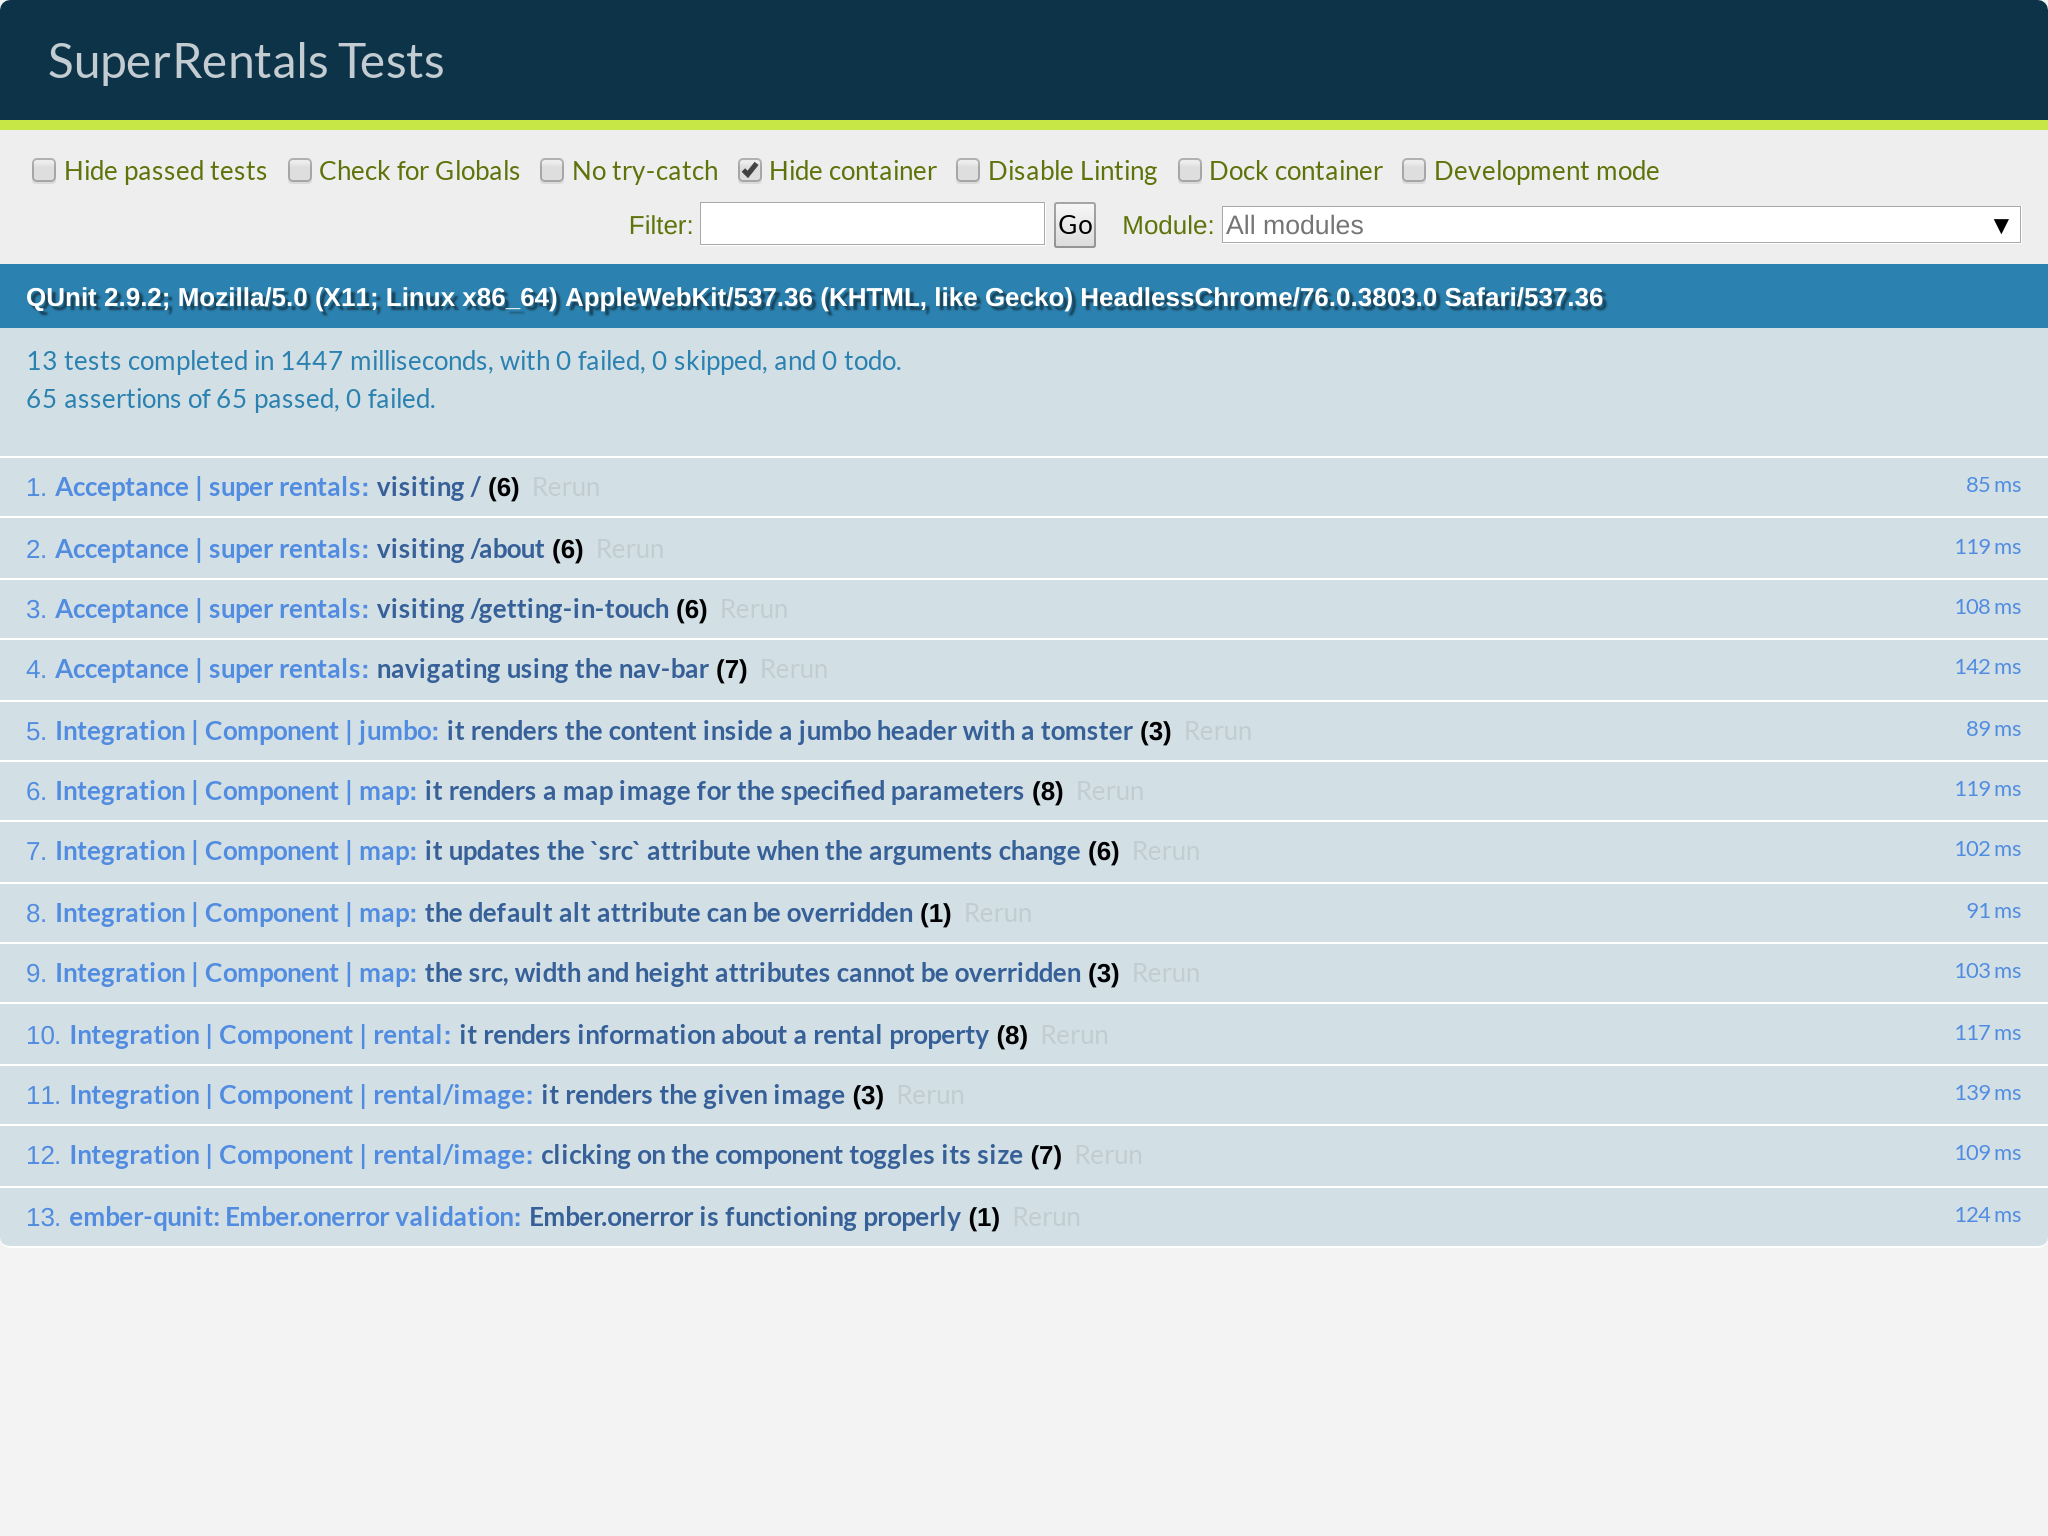 SuperRentals Tests
Hide passed tests Check for Globals No try-catch Hide container Disable Linting Dock container Development mode
Filter: Go Module: All modules ▼
QUnit 2.9.2; Mozilla/5.0 (X11; Linux x86_64) AppleWebKit/537.36 (KHTML, like Gecko) HeadlessChrome/76.0.3803.0 Safari/537.36
13 tests completed in 1447 milliseconds, with 0 failed, 0 skipped, and 0 todo.
65 assertions of 65 passed, 0 failed.
1. Acceptance | super rentals: visiting / (6) Rerun 85 ms
2. Acceptance | super rentals: visiting /about (6) Rerun 119 ms
3. Acceptance | super rentals: visiting /getting-in-touch (6) Rerun 108 ms
4. Acceptance | super rentals: navigating using the nav-bar (7) Rerun 142 ms
5. Integration | Component | jumbo: it renders the content inside a jumbo header with a tomster (3) Rerun 89 ms
6. Integration | Component | map: it renders a map image for the specified parameters (8) Rerun 119 ms
7. Integration | Component | map: it updates the `src` attribute when the arguments change (6) Rerun 102 ms
8. Integration | Component | map: the default alt attribute can be overridden (1) Rerun 91 ms
9. Integration | Component | map: the src, width and height attributes cannot be overridden (3) Rerun 103 ms
10. Integration | Component | rental: it renders information about a rental property (8) Rerun 117 ms
11. Integration | Component | rental/image: it renders the given image (3) Rerun 139 ms
12. Integration | Component | rental/image: clicking on the component toggles its size (7) Rerun 109 ms
13. ember-qunit: Ember.onerror validation: Ember.onerror is functioning properly (1) Rerun 124 ms